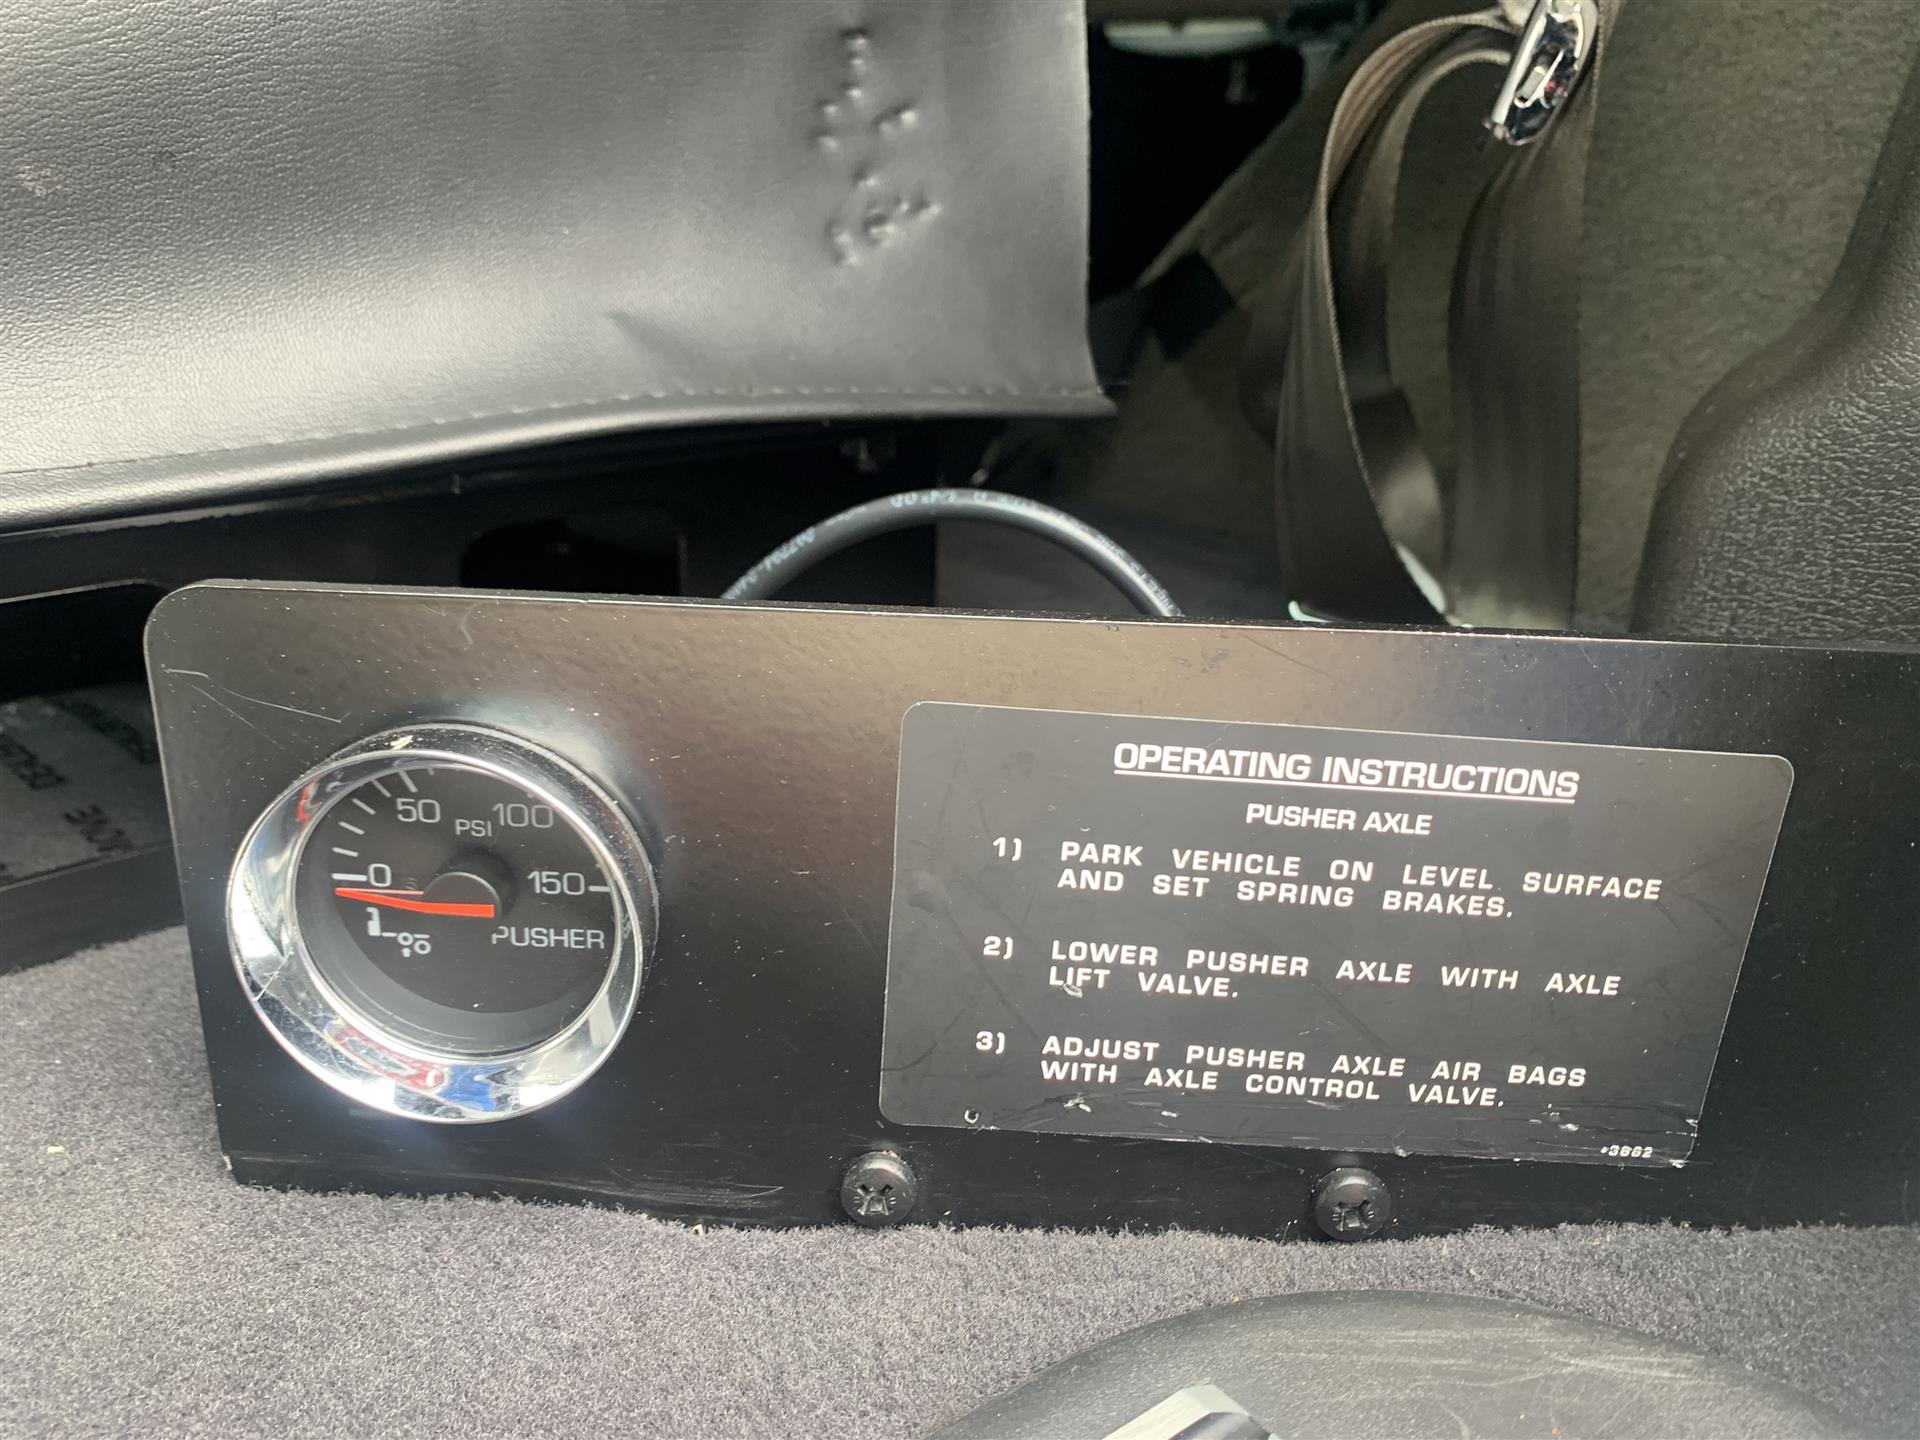 50
PSI
100
0
150
PUSHER
OPERATING INSTRUCTIONS
PUSHER AXLE
1) PARK VEHICLE ON LEVEL SURFACE
AND SET SPRING BRAKES.
2) LOWER PUSHER AXLE WITH AXLE
LIFT VALVE.
3) ADJUST PUSHER AXLE AIR BAGS
WITH AXLE CONTROL VALVE.